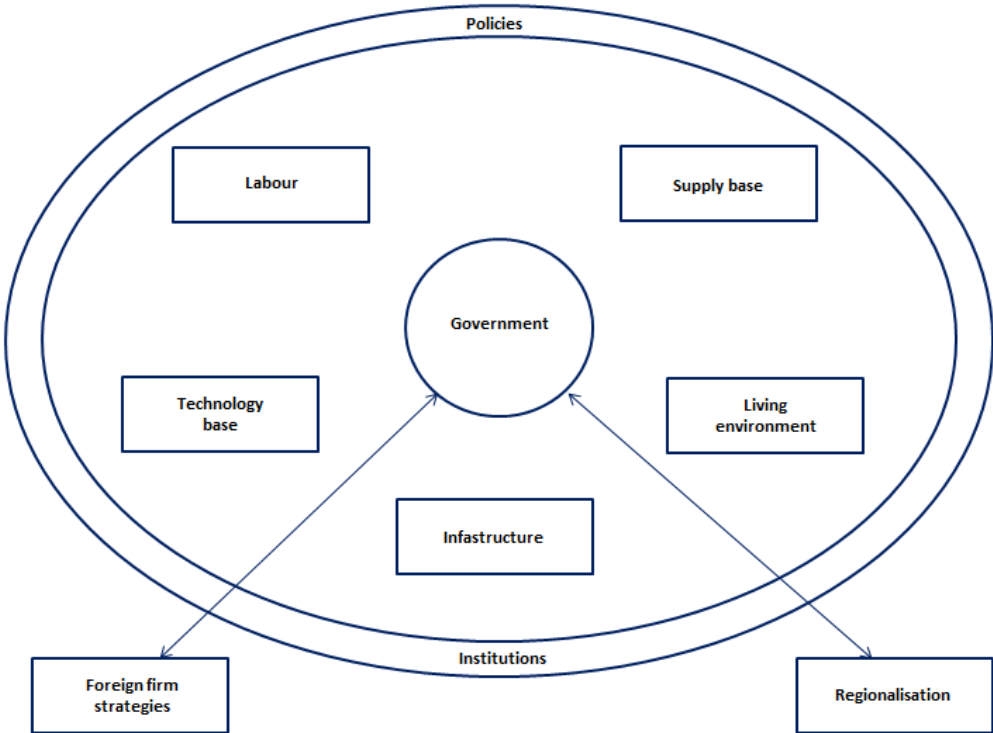 Policies
Labour
Supply base
Government
Technology
base
Living
environment
Infastructure
Institutions
Foreign firm
strategies
Regionalisation